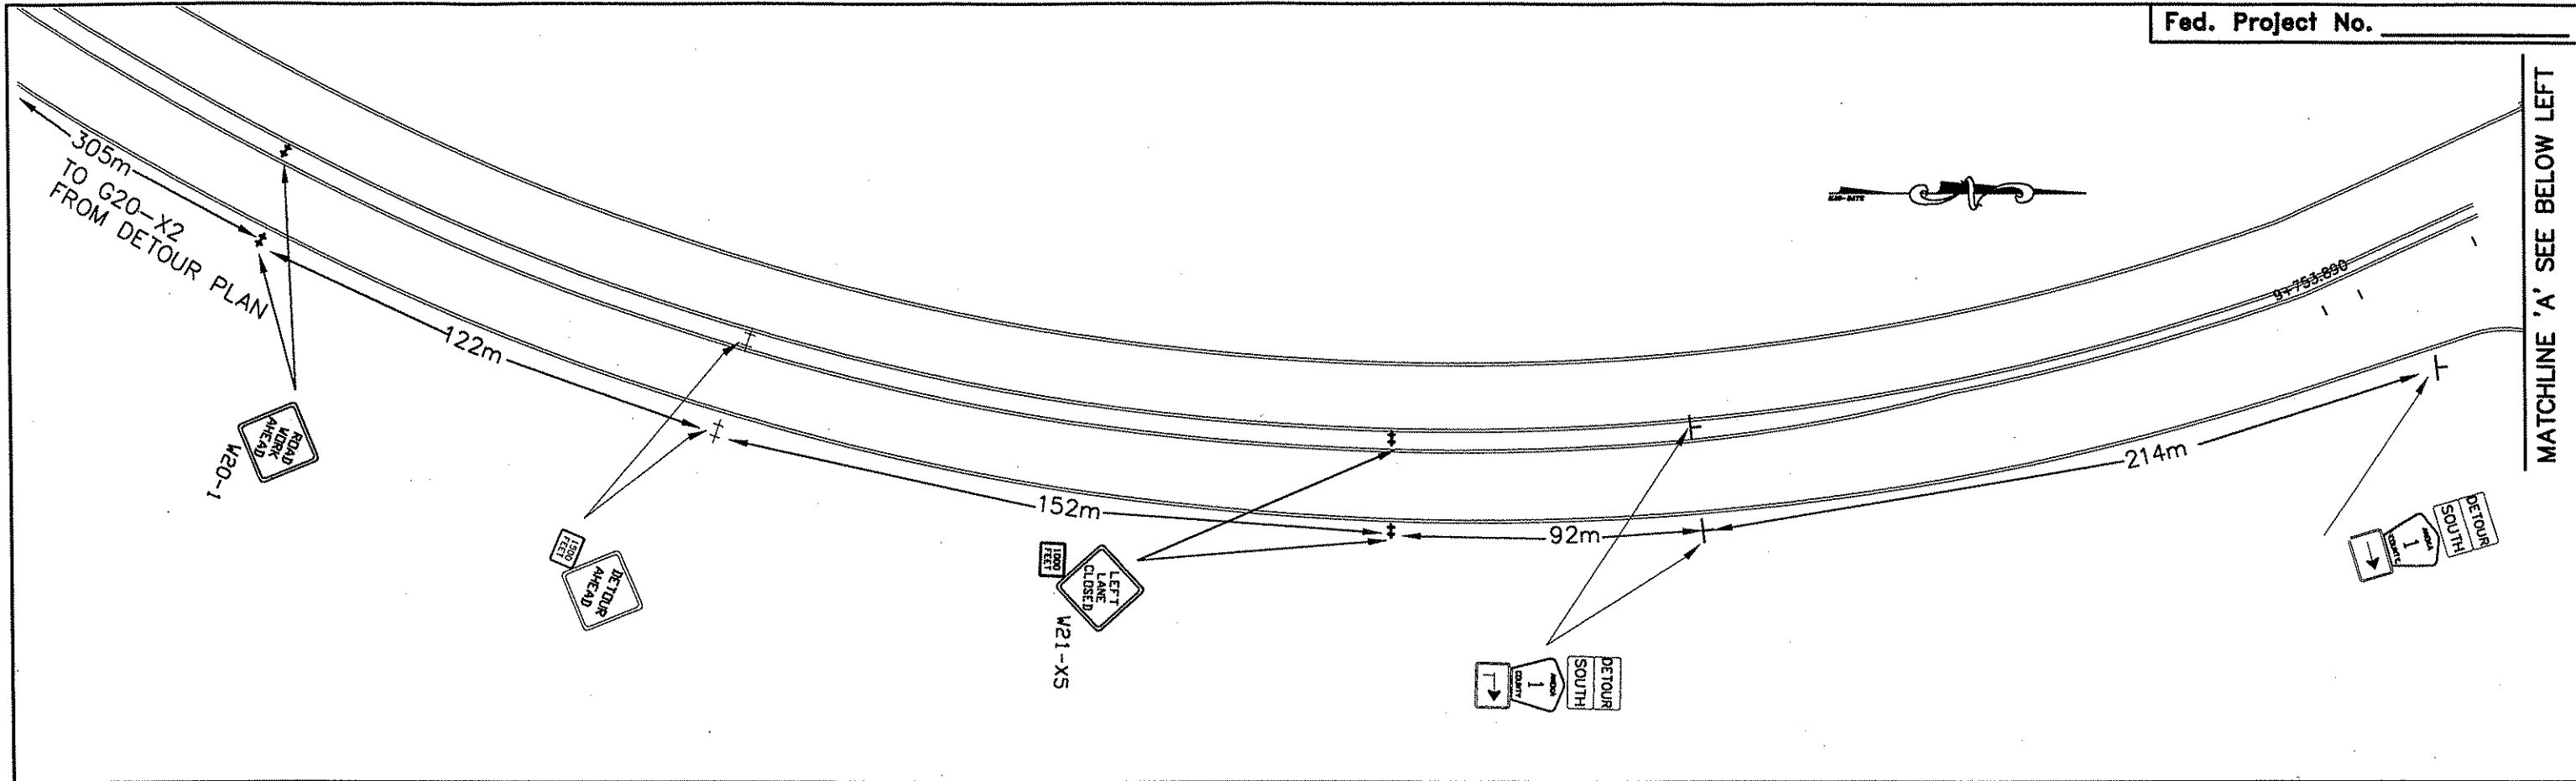 Fed. Project No.
MATCHLINE 'A' SEE BELOW LEFT
305m
TO G20-X2
FROM DETOUR PLAN
122m
152m
92m
214m
9+753.890
ROAD
WORK
AHEAD
W20-1
1500
FEET
DETOUR
AHEAD
1000
FEET
LEFT
LANE
CLOSED
W21-X5
DETOUR
SOUTH
ANOKA
1
COUNTY
DETOUR
SOUTH
ANOKA
1
COUNTY